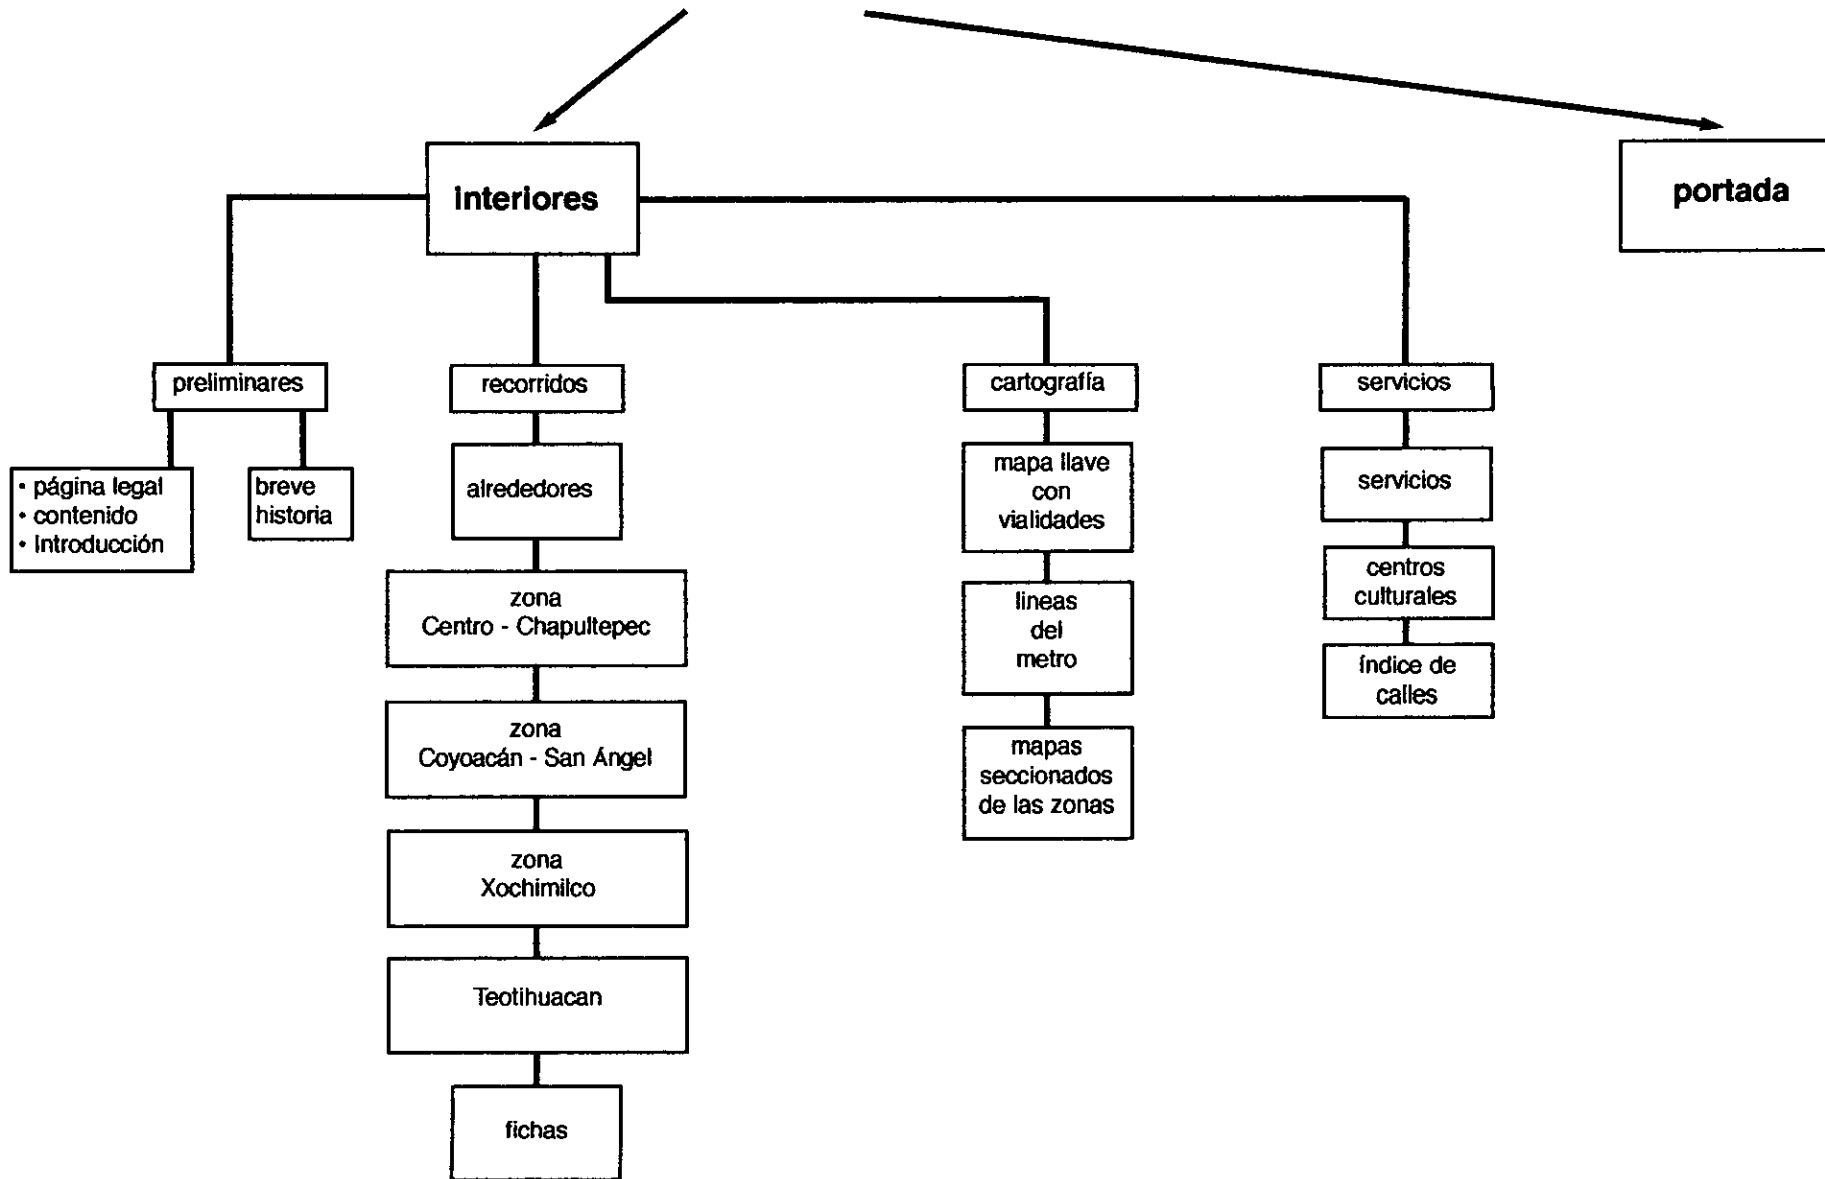 interiores
portada
preliminares
recorridos
cartografía
servicios
• página legal
• contenido
• Introducción
breve
historia
alrededores
zona
Centro - Chapultepec
zona
Coyoacán - San Ángel
zona
Xochimilco
Teotihuacan
fichas
mapa llave
con
vialidades
lineas
del
metro
mapas
seccionados
de las zonas
servicios
centros
culturales
índice de
calles